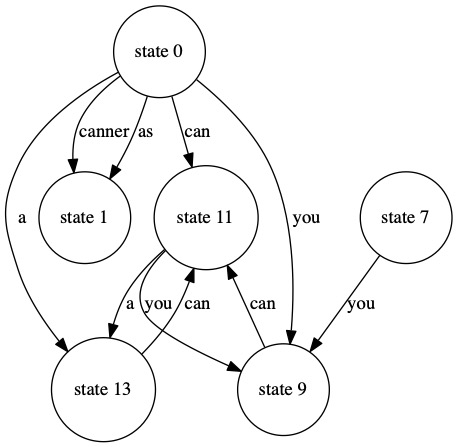 state 0
canner as can
state 1 state 11 state 7
a you
a you can can you
state 13 state 9